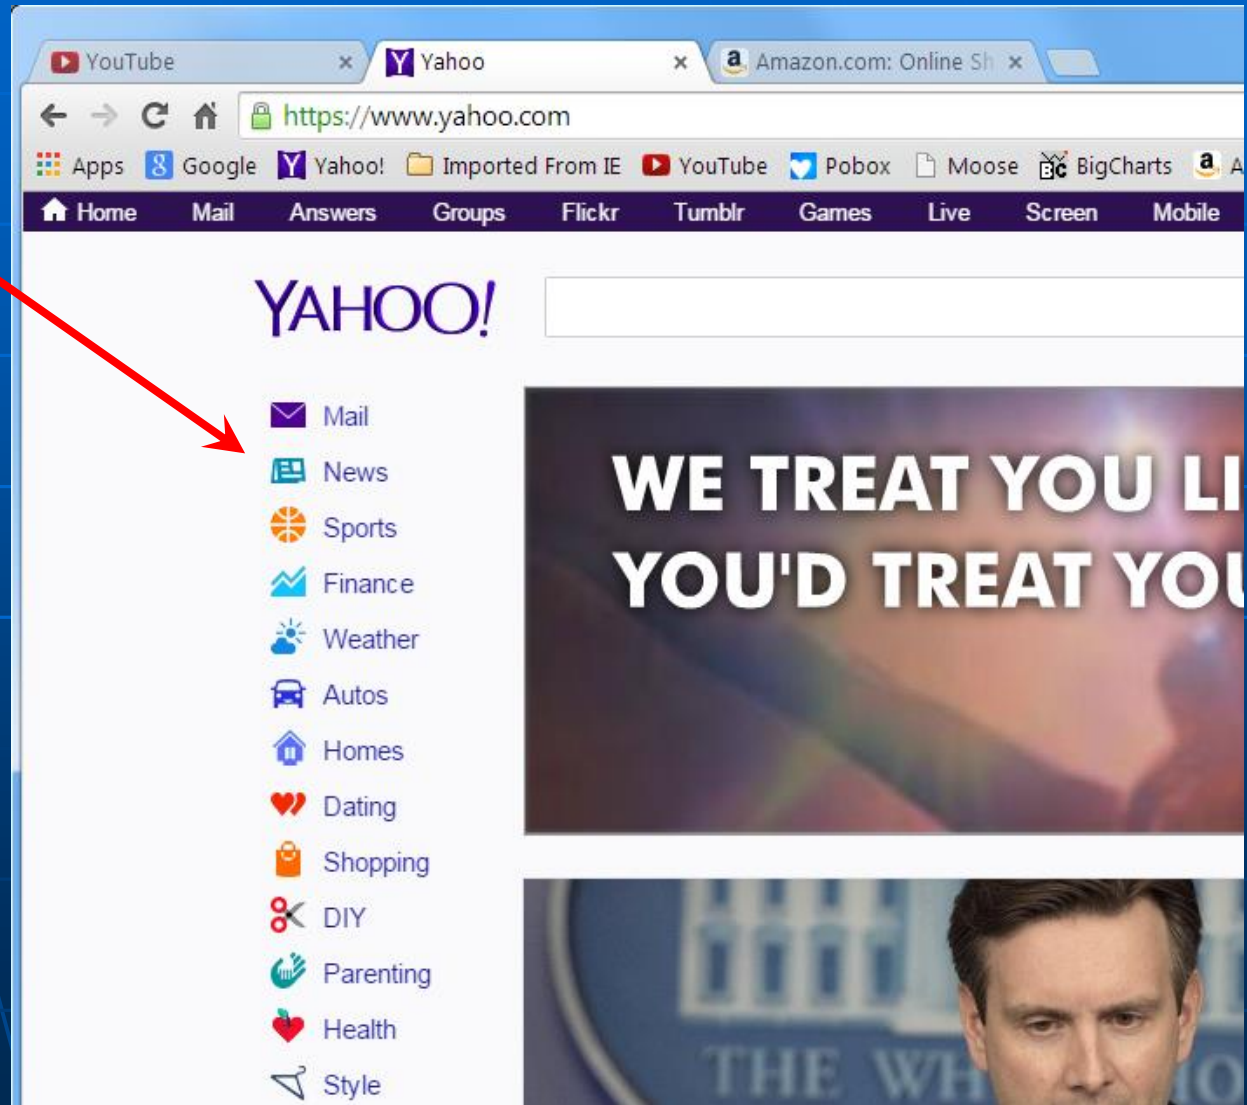 YouTube Yahoo Amazon.com: Online Sh
https://www.yahoo.com
Apps Google Yahoo! Imported From IE YouTube Pobox Moose BigCharts A
Home Mail Answers Groups Flickr Tumblr Games Live Screen Mobile
YAHOO!
Mail
News
Sports
Finance
Weather
Autos
Homes
Dating
Shopping
DIY
Parenting
Health
Style
WE TREAT YOU LI
YOU'D TREAT YOU
THE WH